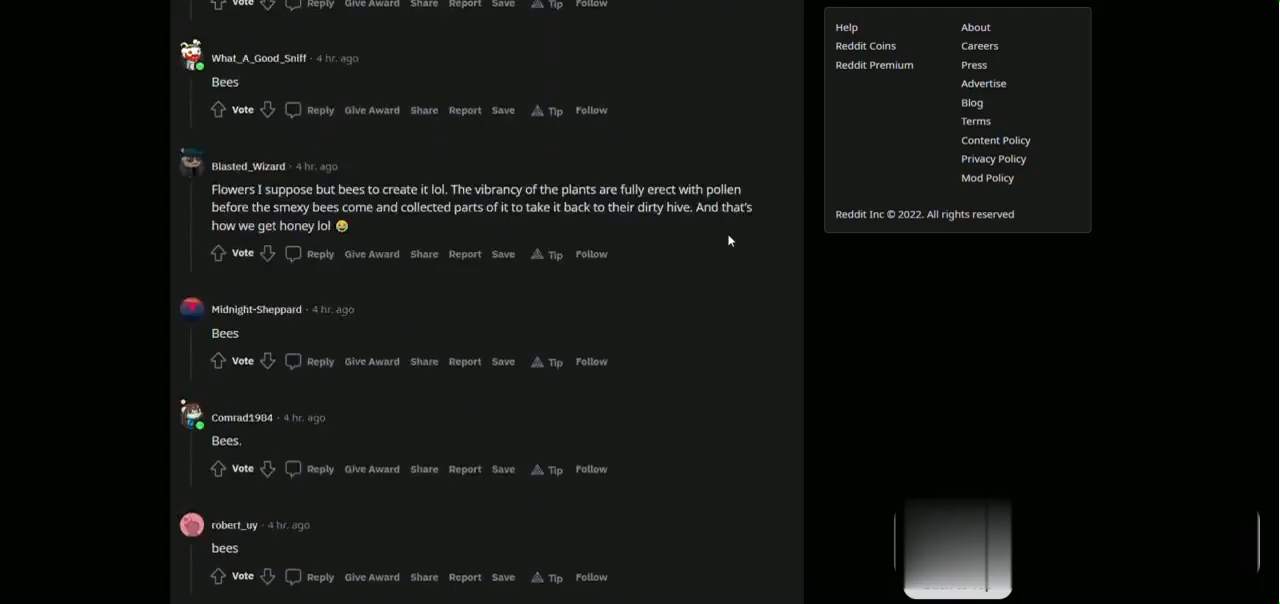 Vote Reply Give Award Share Report Save Tip Follow
What_A_Good_Sniff · 4 hr. ago
Bees
Vote Reply Give Award Share Report Save Tip Follow
Blasted_Wizard · 4 hr. ago
Flowers I suppose but bees to create it lol. The vibrancy of the plants are fully erect with pollen
before the smexy bees come and collected parts of it to take it back to their dirty hive. And that's
how we get honey lol 😂
Vote Reply Give Award Share Report Save Tip Follow
Midnight-Sheppard · 4 hr. ago
Bees
Vote Reply Give Award Share Report Save Tip Follow
Comrad1984 · 4 hr. ago
Bees.
Vote Reply Give Award Share Report Save Tip Follow
robert_uy · 4 hr. ago
bees
Vote Reply Give Award Share Report Save Tip Follow
Help
Reddit Coins
Reddit Premium
About
Careers
Press
Advertise
Blog
Terms
Content Policy
Privacy Policy
Mod Policy
Reddit Inc © 2022. All rights reserved